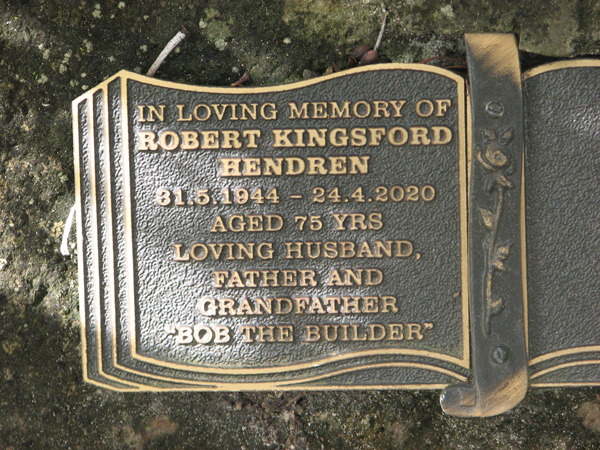 IN LOVING MEMORY OF
ROBERT KINGSFORD
HENDREN
31.5.1944 – 24.4.2020
AGED 75 YRS
LOVING HUSBAND,
FATHER AND
GRANDFATHER
"BOB THE BUILDER"